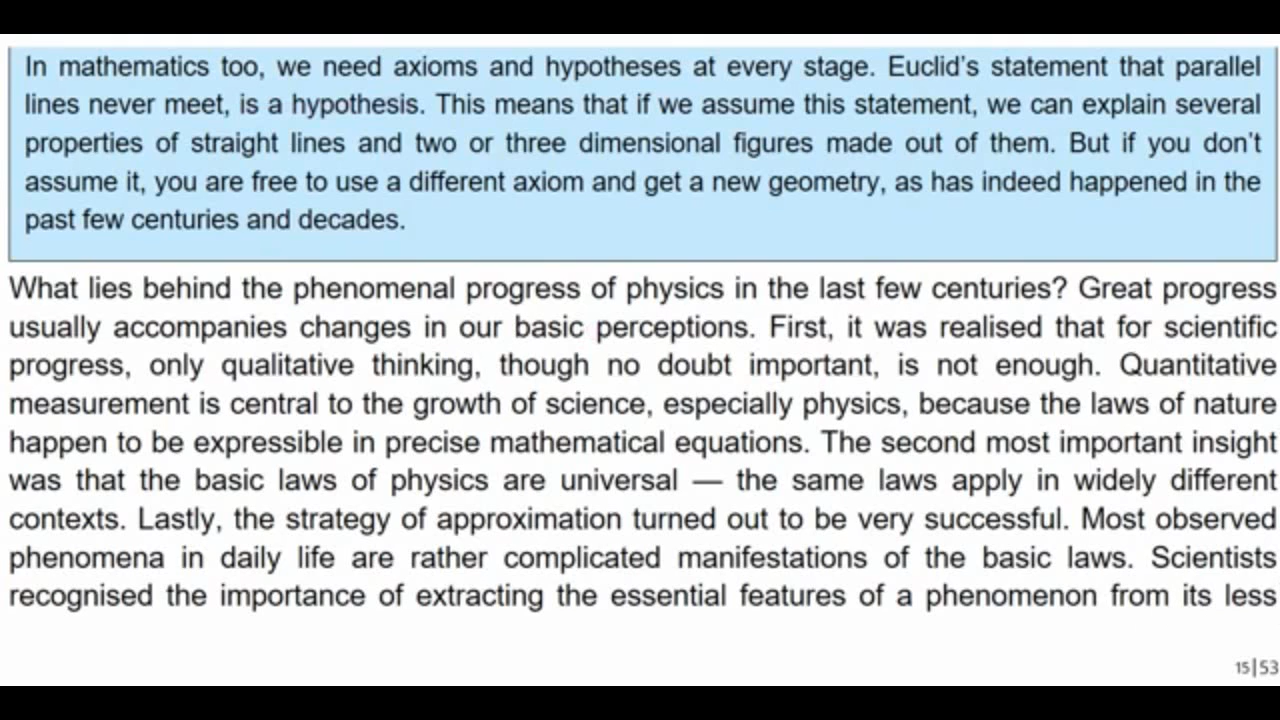 In mathematics too, we need axioms and hypotheses at every stage. Euclid’s statement that parallel
lines never meet, is a hypothesis. This means that if we assume this statement, we can explain several
properties of straight lines and two or three dimensional figures made out of them. But if you don’t
assume it, you are free to use a different axiom and get a new geometry, as has indeed happened in the
past few centuries and decades.
What lies behind the phenomenal progress of physics in the last few centuries? Great progress
usually accompanies changes in our basic perceptions. First, it was realised that for scientific
progress, only qualitative thinking, though no doubt important, is not enough. Quantitative
measurement is central to the growth of science, especially physics, because the laws of nature
happen to be expressible in precise mathematical equations. The second most important insight
was that the basic laws of physics are universal — the same laws apply in widely different
contexts. Lastly, the strategy of approximation turned out to be very successful. Most observed
phenomena in daily life are rather complicated manifestations of the basic laws. Scientists
recognised the importance of extracting the essential features of a phenomenon from its less
15|53